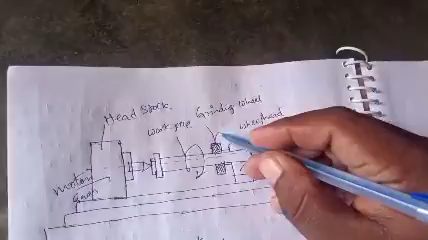 Head Stock.
Grinding wheel
Work piece
wheelhead
motor